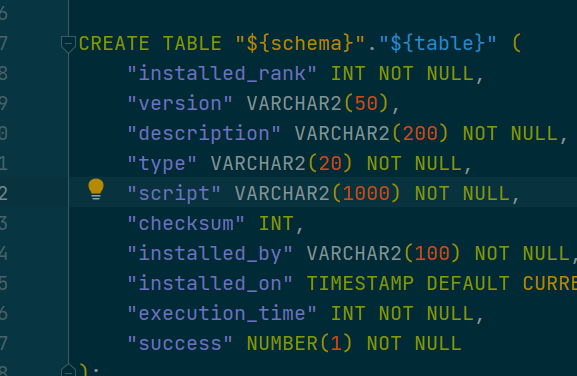 6
7 CREATE TABLE "${schema}"."${table}" (
8 "installed_rank" INT NOT NULL,
9 "version" VARCHAR2(50),
0 "description" VARCHAR2(200) NOT NULL,
1 "type" VARCHAR2(20) NOT NULL,
2 "script" VARCHAR2(1000) NOT NULL,
3 "checksum" INT,
4 "installed_by" VARCHAR2(100) NOT NULL,
5 "installed_on" TIMESTAMP DEFAULT CURRE
6 "execution_time" INT NOT NULL,
7 "success" NUMBER(1) NOT NULL
8 );